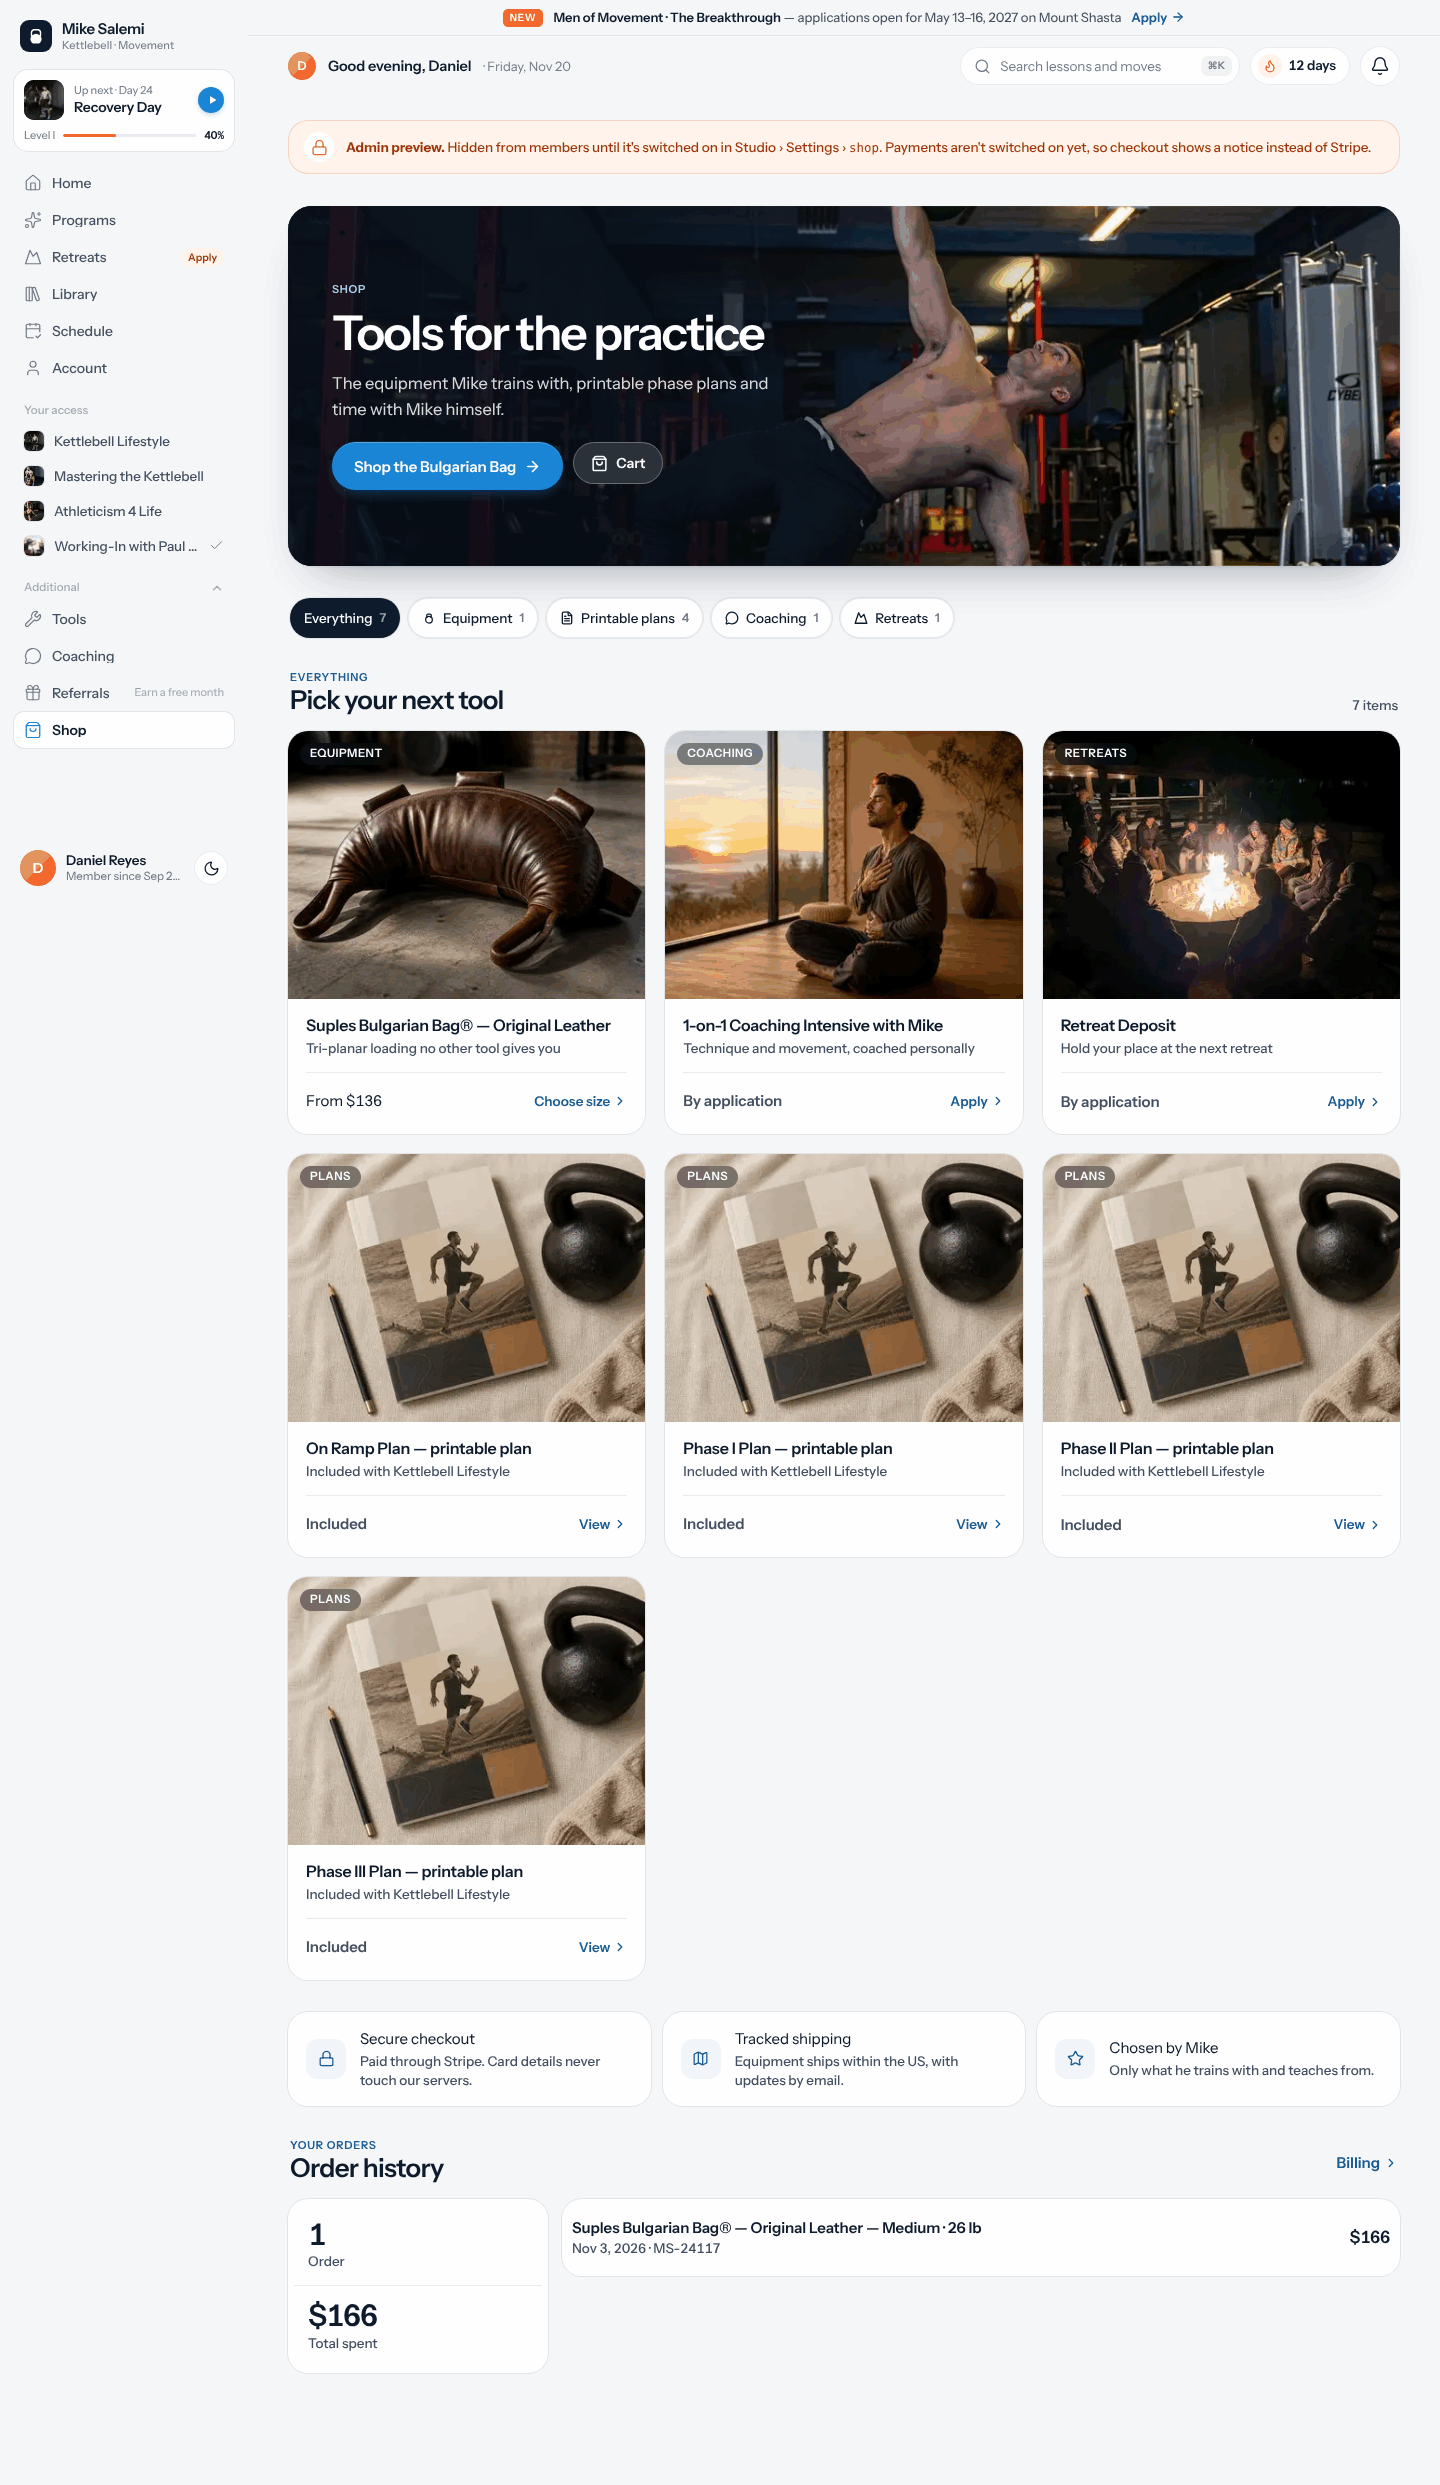 Mike Salemi
Kettlebell · Movement
Up next · Day 24
Recovery Day
Level I
40%
Home
Programs
Retreats
Apply
Library
Schedule
Account
Your access
Kettlebell Lifestyle
Mastering the Kettlebell
Athleticism 4 Life
Working-In with Paul ...
Additional
Tools
Coaching
Referrals
Earn a free month
Shop
D
Daniel Reyes
Member since Sep 2...
NEW Men of Movement · The Breakthrough — applications open for May 13–16, 2027 on Mount Shasta Apply
D
Good evening, Daniel · Friday, Nov 20
Search lessons and moves
⌘K
12 days
Admin preview. Hidden from members until it's switched on in Studio › Settings › shop. Payments aren't switched on yet, so checkout shows a notice instead of Stripe.
SHOP
Tools for the practice
The equipment Mike trains with, printable phase plans and
time with Mike himself.
Shop the Bulgarian Bag
Cart
CYBE
Everything 7
Equipment 1
Printable plans 4
Coaching 1
Retreats 1
EVERYTHING
Pick your next tool
7 items
EQUIPMENT
Suples Bulgarian Bag® — Original Leather
Tri-planar loading no other tool gives you
From $136
Choose size
COACHING
1-on-1 Coaching Intensive with Mike
Technique and movement, coached personally
By application
Apply
RETREATS
Retreat Deposit
Hold your place at the next retreat
By application
Apply
PLANS
On Ramp Plan — printable plan
Included with Kettlebell Lifestyle
Included
View
PLANS
Phase I Plan — printable plan
Included with Kettlebell Lifestyle
Included
View
PLANS
Phase II Plan — printable plan
Included with Kettlebell Lifestyle
Included
View
PLANS
Phase III Plan — printable plan
Included with Kettlebell Lifestyle
Included
View
Secure checkout
Paid through Stripe. Card details never
touch our servers.
Tracked shipping
Equipment ships within the US, with
updates by email.
Chosen by Mike
Only what he trains with and teaches from.
YOUR ORDERS
Order history
Billing
1
Order
$166
Total spent
Suples Bulgarian Bag® — Original Leather — Medium · 26 lb
Nov 3, 2026 · MS-24117
$166